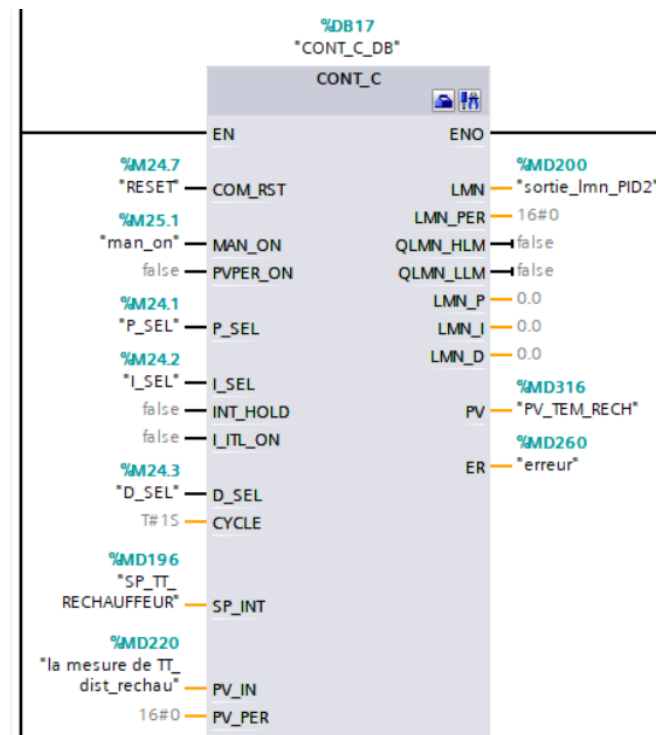 %DB17
"CONT_C_DB"
CONT_C
EN ENO
%M24.7
"RESET" COM_RST
%MD200
LMN "sortie_lmn_PID2"
LMN_PER 16#0
%M25.1
"man_on" MAN_ON
QLMN_HLM false
false PVPER_ON
QLMN_LLM false
LMN_P 0.0
%M24.1
"P_SEL" P_SEL
LMN_I 0.0
LMN_D 0.0
%M24.2
"I_SEL" I_SEL
%MD316
false INT_HOLD
PV "PV_TEM_RECH"
false I_ITL_ON
%MD260
ER "erreur"
%M24.3
"D_SEL" D_SEL
T#1S CYCLE
%MD196
"SP_TT_
RECHAUFFEUR" SP_INT
%MD220
"la mesure de TT_
dist_rechau" PV_IN
16#0 PV_PER